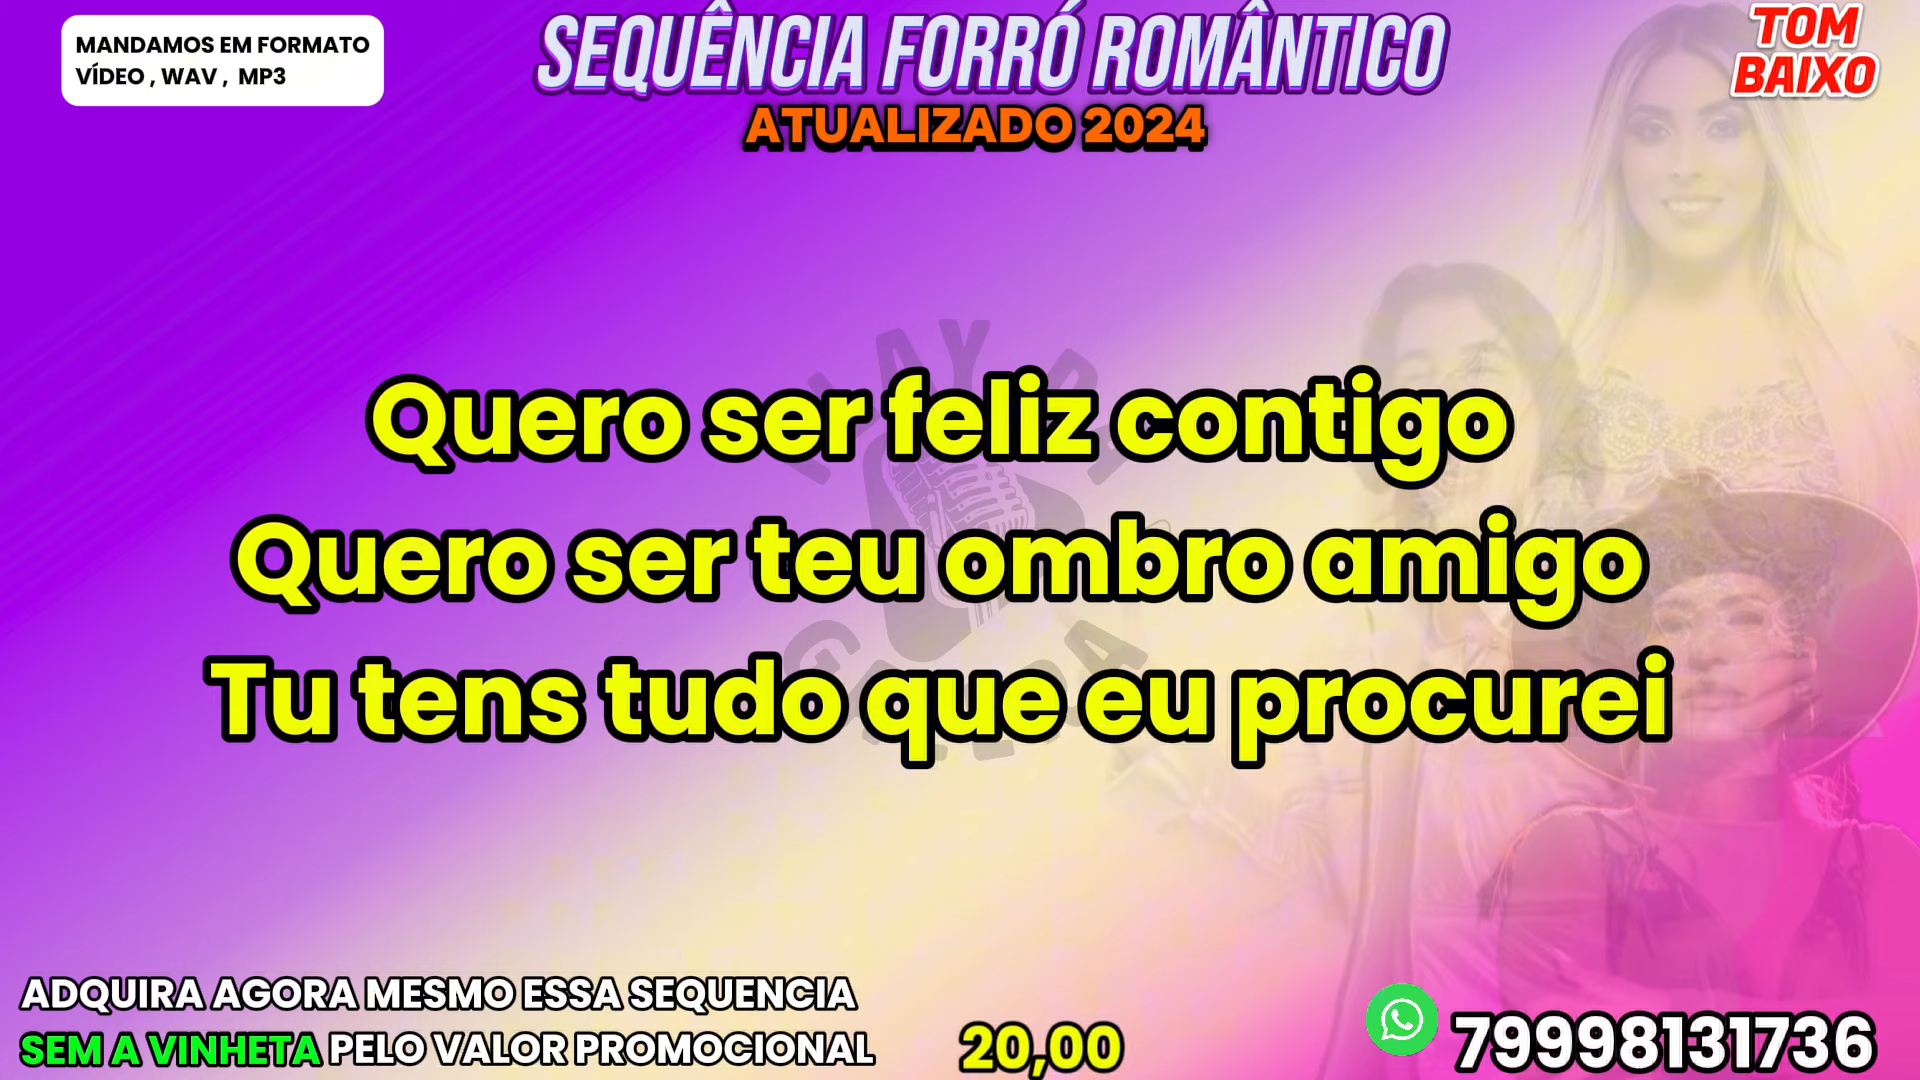 MANDAMOS EM FORMATO
VÍDEO , WAV , MP3
SEQUÊNCIA FORRÓ ROMÂNTICO
ATUALIZADO 2024
TOM
BAIXO
Quero ser feliz contigo
Quero ser teu ombro amigo
Tu tens tudo que eu procurei
ADQUIRA AGORA MESMO ESSA SEQUENCIA
SEM A VINHETA PELO VALOR PROMOCIONAL
20,00
79998131736